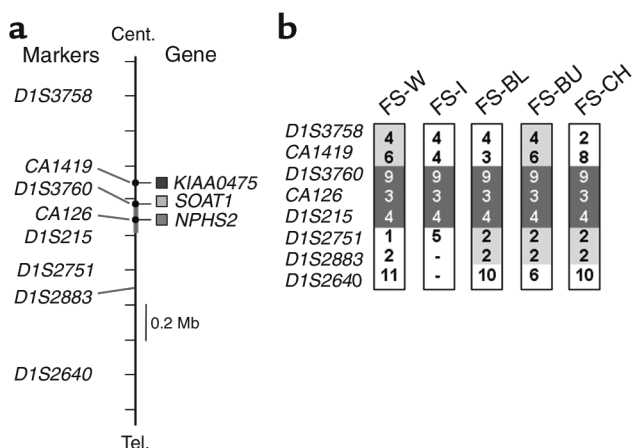 a
Cent.
Markers
Gene
D1S3758
CA1419
KIAA0475
D1S3760
SOAT1
CA126
NPHS2
D1S215
D1S2751
D1S2883
0.2 Mb
D1S2640
Tel.
b
FS-W FS-I FS-BL FS-BU FS-CH
D1S3758 4 4 4 4 2
CA1419 6 4 3 6 8
D1S3760 9 9 9 9 9
CA126 3 3 3 3 3
D1S215 4 4 4 4 4
D1S2751 1 5 2 2 2
D1S2883 2 - 2 2 2
D1S2640 11 - 10 6 10